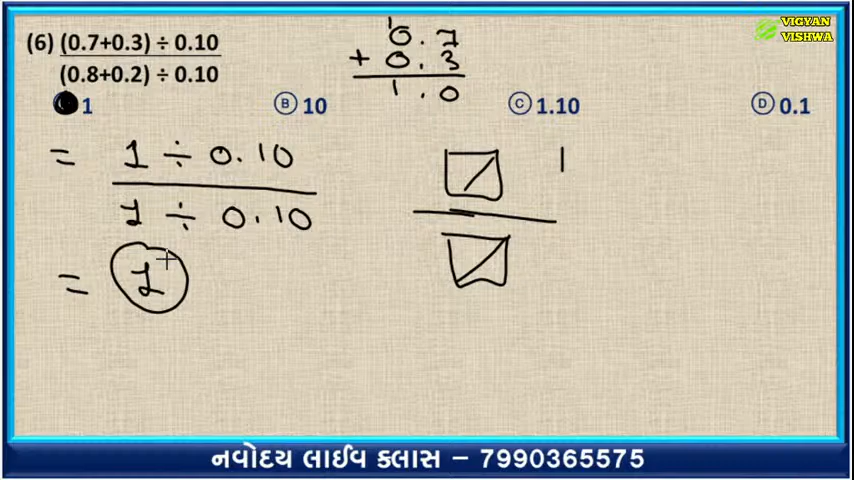 VIGYAN
VISHWA
(6) (0.7+0.3) ÷ 0.10
(0.8+0.2) ÷ 0.10
1
0.7
+ 0.3
1.0
1
B 10
C 1.10
D 0.1
= 1 ÷ 0.10
1 ÷ 0.10
1
= 1
નવોદય લાઈવ ક્લાસ – 7990365575